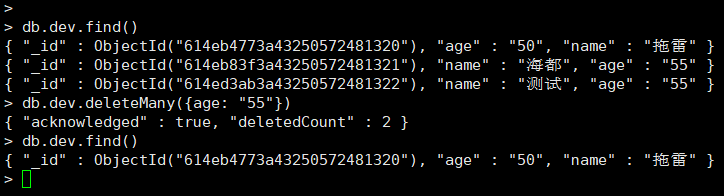 >
> db.dev.find()
{ "_id" : ObjectId("614eb4773a43250572481320"), "age" : "50", "name" : "拖雷" }
{ "_id" : ObjectId("614eb83f3a43250572481321"), "name" : "海都", "age" : "55" }
{ "_id" : ObjectId("614ed3ab3a43250572481322"), "name" : "测试", "age" : "55" }
> db.dev.deleteMany({age: "55"})
{ "acknowledged" : true, "deletedCount" : 2 }
> db.dev.find()
{ "_id" : ObjectId("614eb4773a43250572481320"), "age" : "50", "name" : "拖雷" }
>